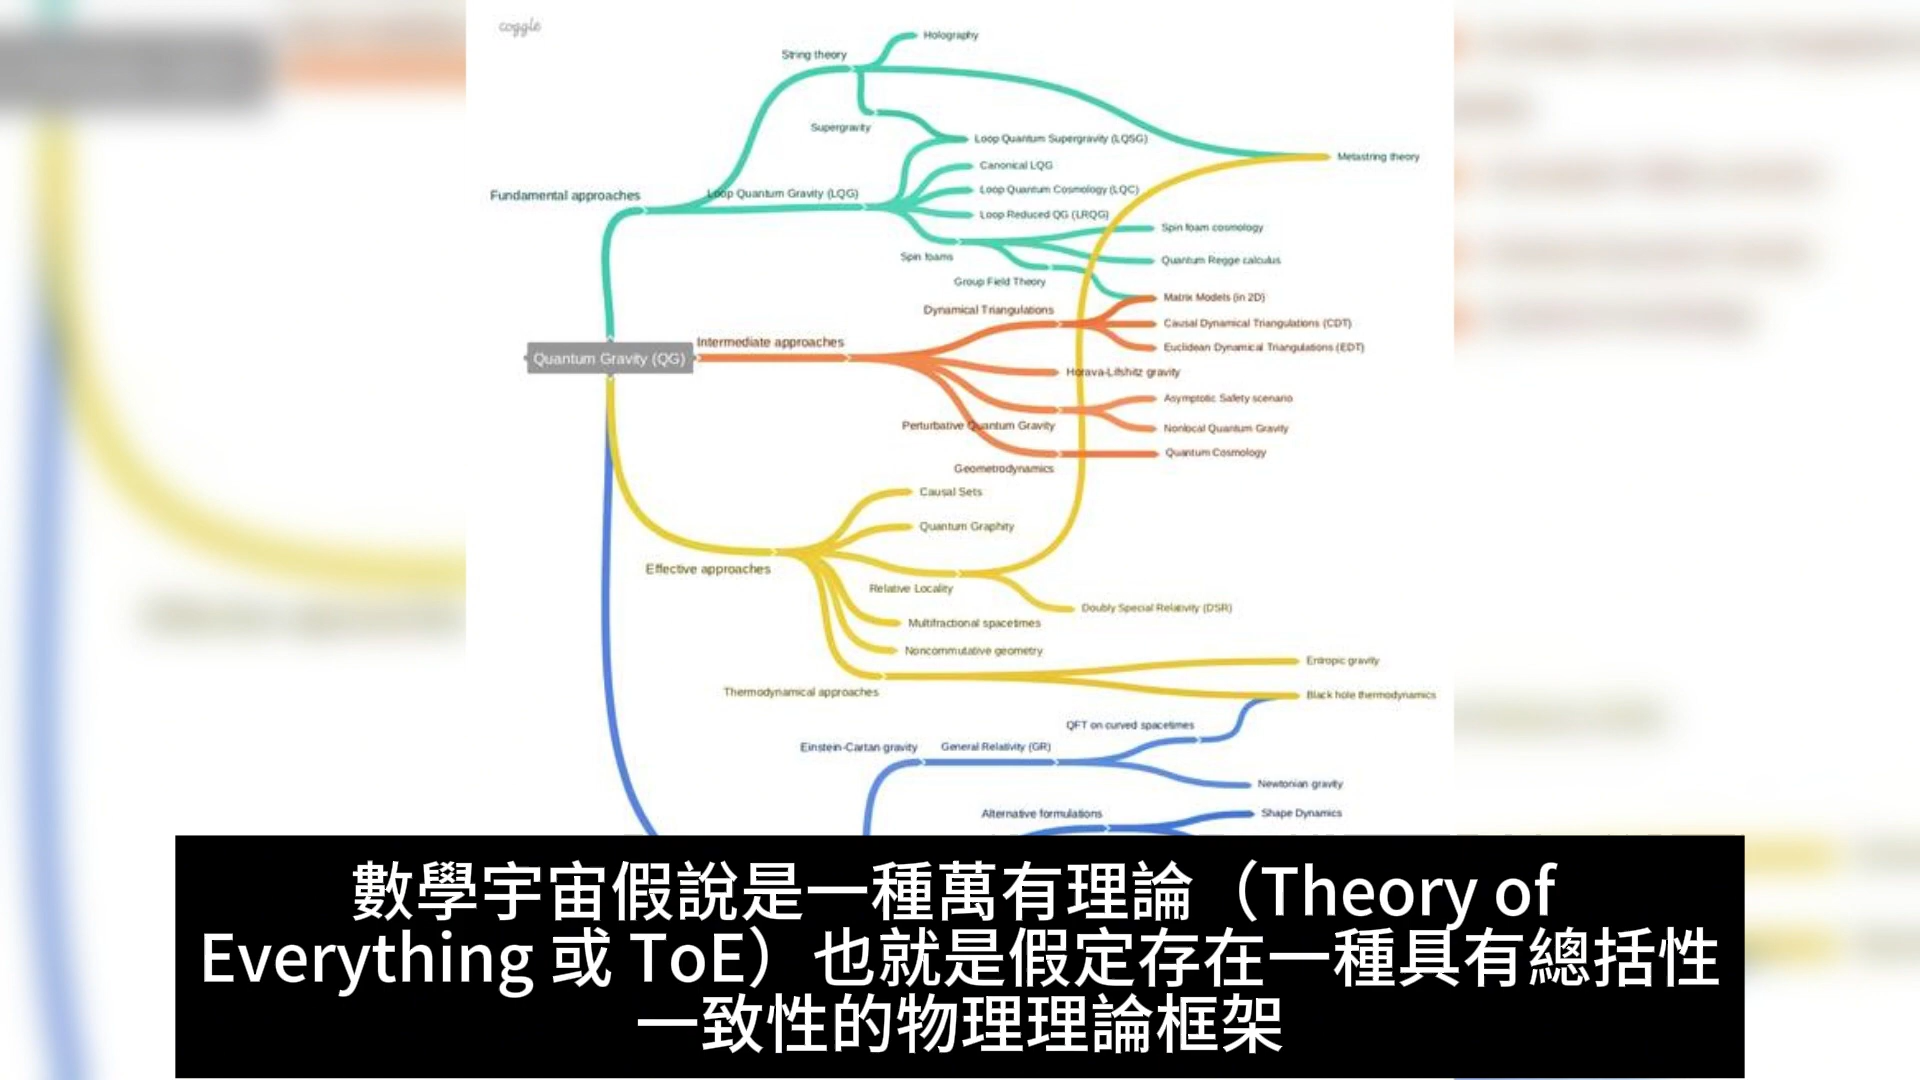 coggle
Holography
String theory
Supergravity
Loop Quantum Supergravity (LQSG)
Metastring theory
Canonical LQG
Fundamental approaches
Loop Quantum Gravity (LQG)
Loop Quantum Cosmology (LQC)
Loop Reduced QG (LRQG)
Spin foam cosmology
Spin foams
Quantum Regge calculus
Group Field Theory
Matrix Models (in 2D)
Dynamical Triangulations
Causal Dynamical Triangulations (CDT)
Intermediate approaches
Euclidean Dynamical Triangulations (EDT)
Quantum Gravity (QG)
Horava-Lifshitz gravity
Asymptotic Safety scenario
Perturbative Quantum Gravity
Nonlocal Quantum Gravity
Quantum Cosmology
Geometrodynamics
Causal Sets
Quantum Graphity
Effective approaches
Relative Locality
Doubly Special Relativity (DSR)
Multifractional spacetimes
Noncommutative geometry
Entropic gravity
Thermodynamical approaches
Black hole thermodynamics
QFT on curved spacetimes
Einstein-Cartan gravity
General Relativity (GR)
Newtonian gravity
Alternative formulations
Shape Dynamics
數學宇宙假說是一種萬有理論（Theory of
Everything 或 ToE）也就是假定存在一種具有總括性
一致性的物理理論框架